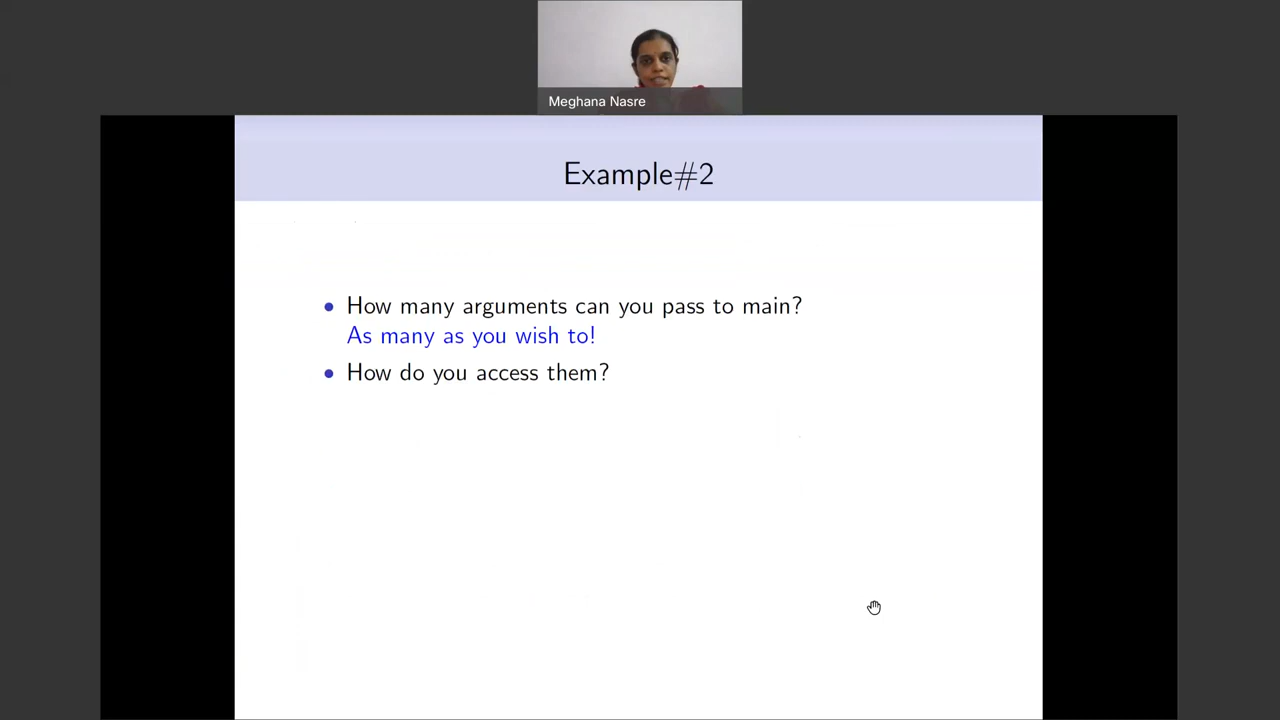 Meghana Nasre
Example#2
• How many arguments can you pass to main?
As many as you wish to!
• How do you access them?